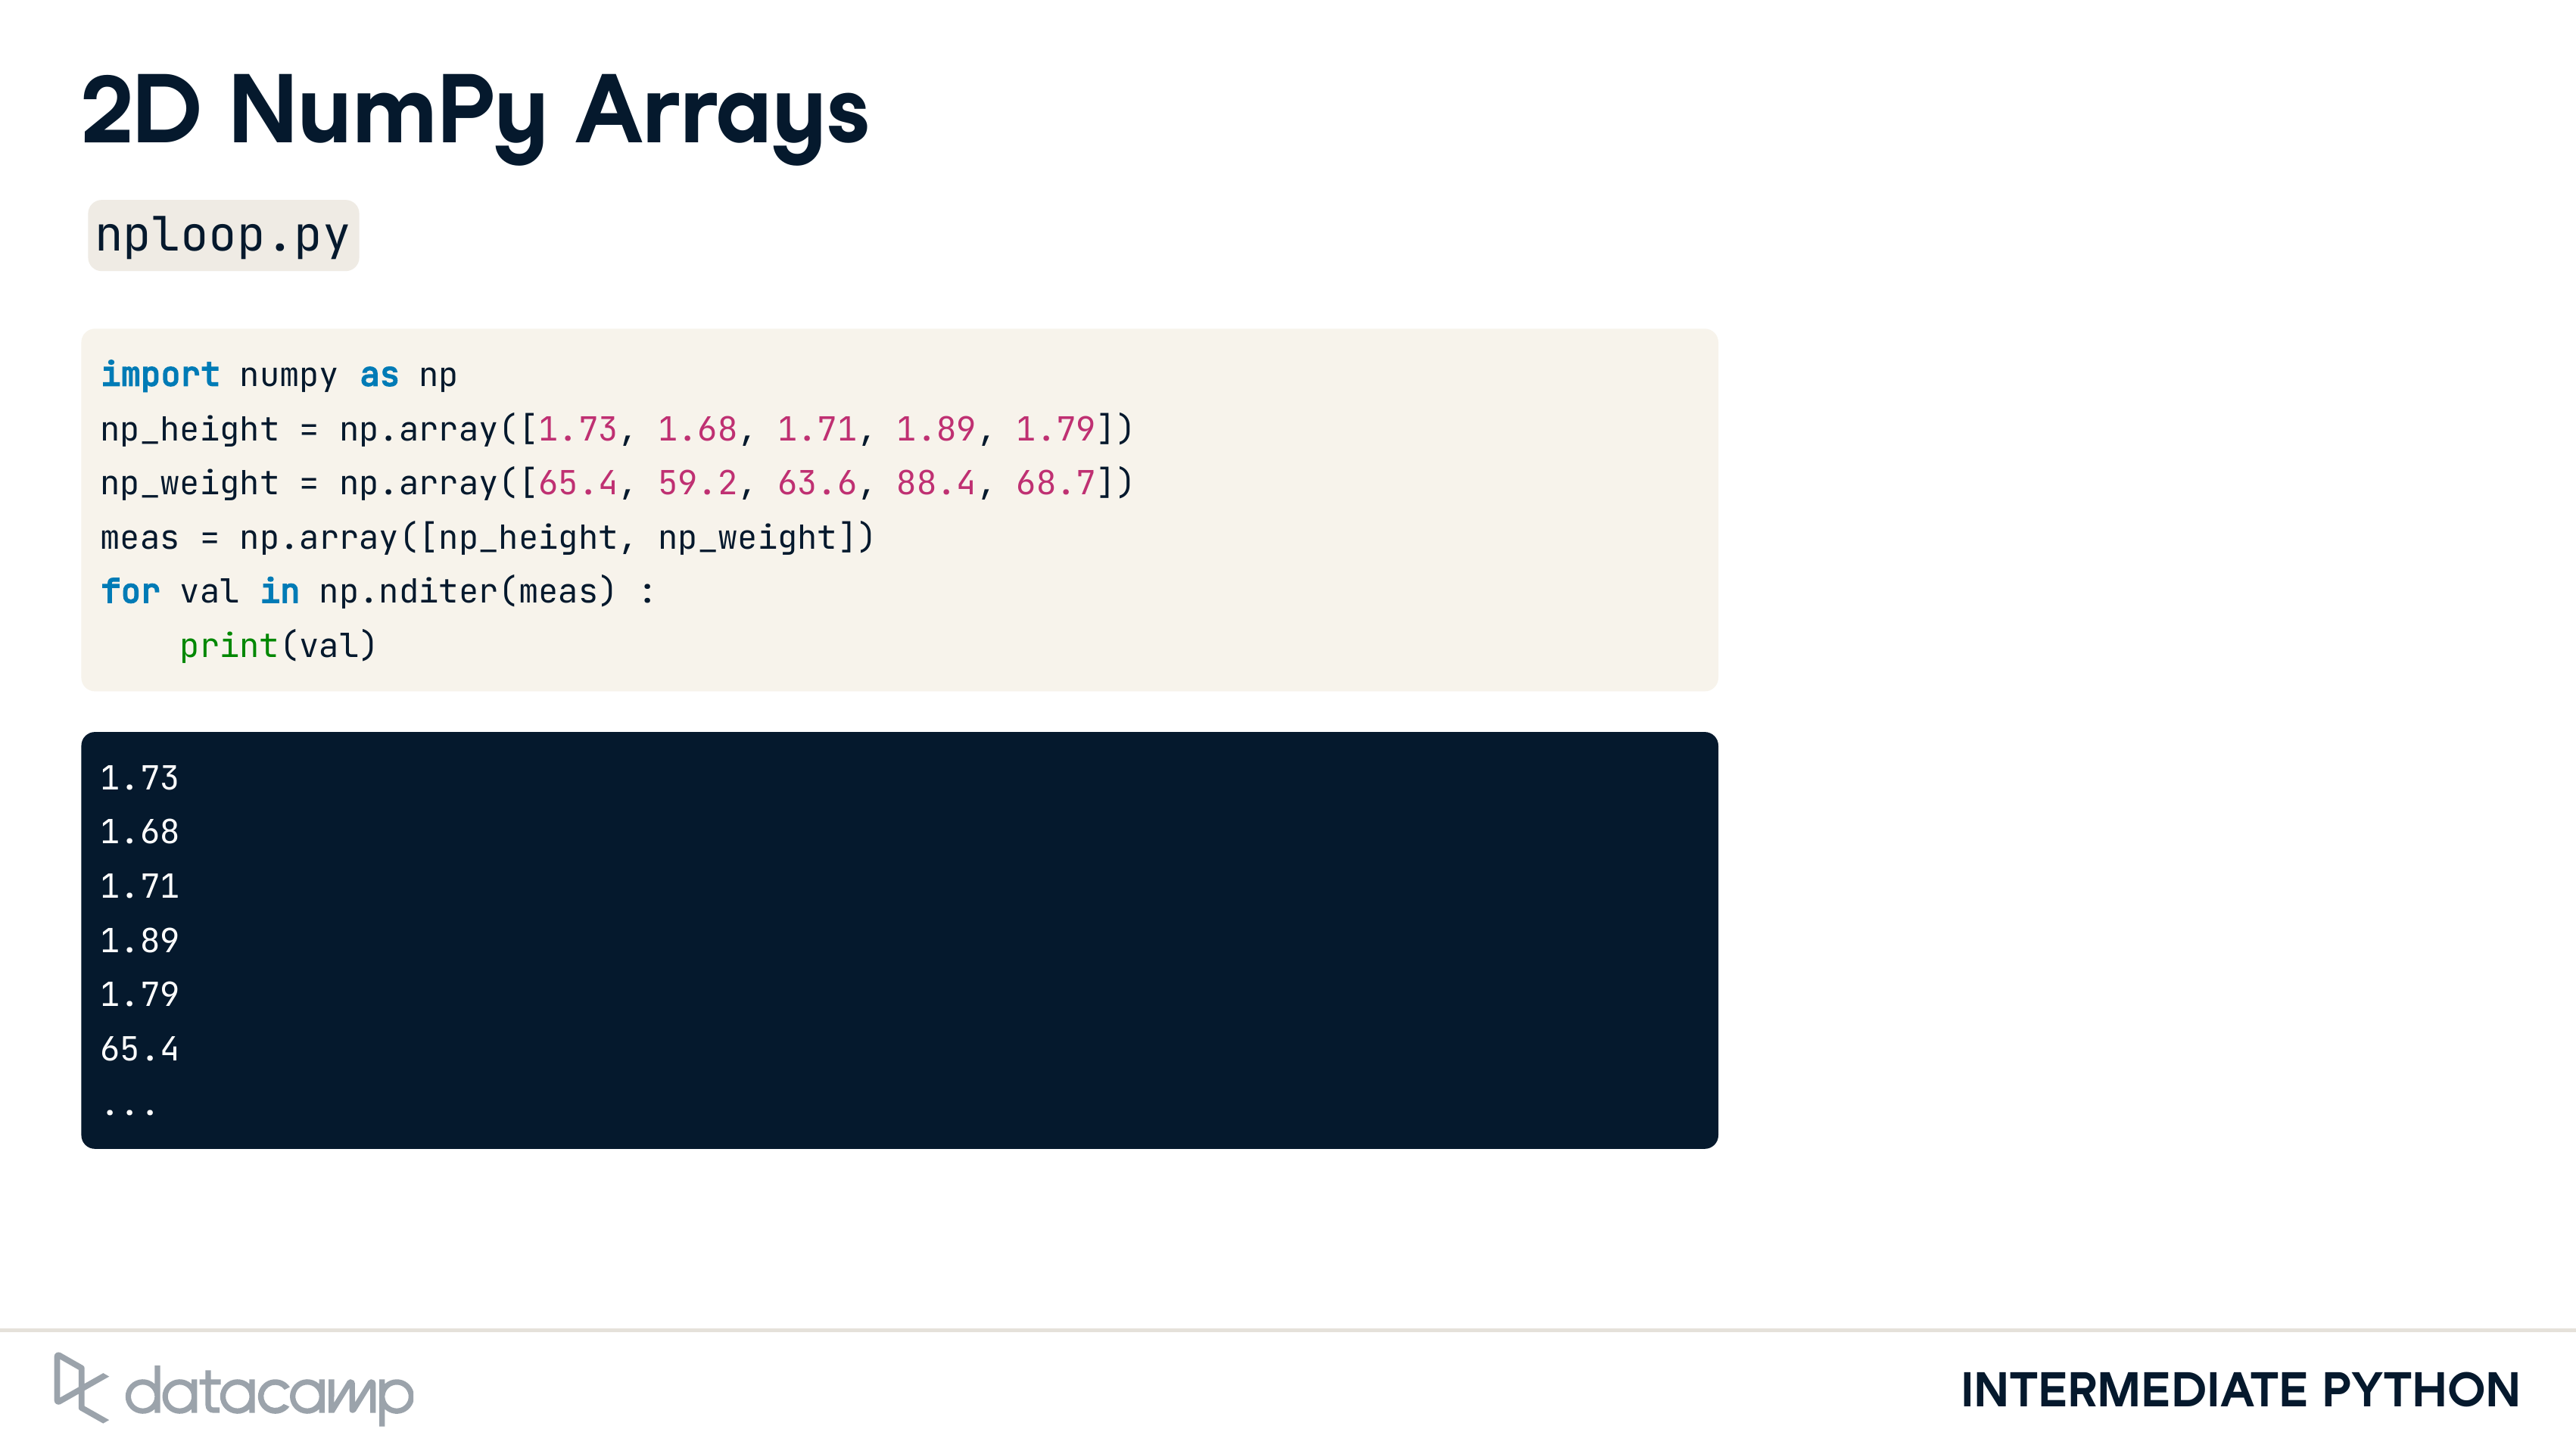 2D NumPy Arrays
nploop.py
import numpy as np
np_height = np.array([1.73, 1.68, 1.71, 1.89, 1.79])
np_weight = np.array([65.4, 59.2, 63.6, 88.4, 68.7])
meas = np.array([np_height, np_weight])
for val in np.nditer(meas) :
    print(val)
1.73
1.68
1.71
1.89
1.79
65.4
...
datacamp
INTERMEDIATE PYTHON